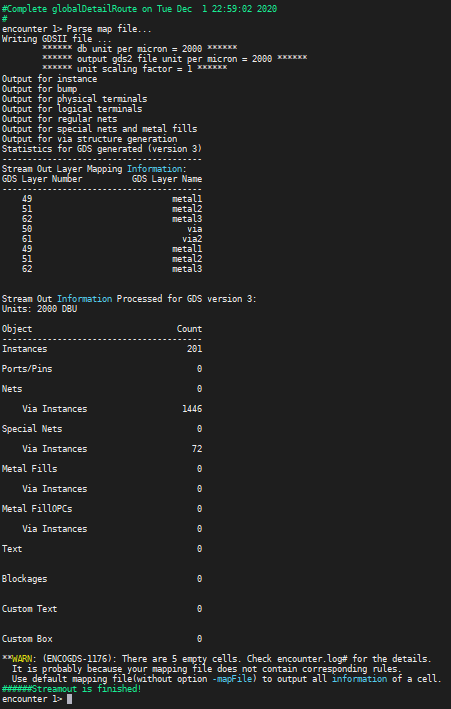 #Complete globalDetailRoute on Tue Dec  1 22:59:02 2020
#
encounter 1> Parse map file...
Writing GDSII file ...
        ****** db unit per micron = 2000 ******
        ****** output gds2 file unit per micron = 2000 ******
        ****** unit scaling factor = 1 ******
Output for instance
Output for bump
Output for physical terminals
Output for logical terminals
Output for regular nets
Output for special nets and metal fills
Output for via structure generation
Statistics for GDS generated (version 3)
----------------------------------------
Stream Out Layer Mapping Information:
GDS Layer Number          GDS Layer Name
----------------------------------------
    49                            metal1
    51                            metal2
    62                            metal3
    50                               via
    61                              via2
    49                            metal1
    51                            metal2
    62                            metal3
Stream Out Information Processed for GDS version 3:
Units: 2000 DBU
Object                             Count
----------------------------------------
Instances                            201
Ports/Pins                             0
Nets                                   0
    Via Instances                   1446
Special Nets                           0
    Via Instances                     72
Metal Fills                            0
    Via Instances                      0
Metal FillOPCs                         0
    Via Instances                      0
Text                                   0
Blockages                              0
Custom Text                            0
Custom Box                             0
**WARN: (ENCOGDS-1176): There are 5 empty cells. Check encounter.log# for the details.
  It is probably because your mapping file does not contain corresponding rules.
  Use default mapping file(without option -mapFile) to output all information of a cell.
######Streamout is finished!
encounter 1>